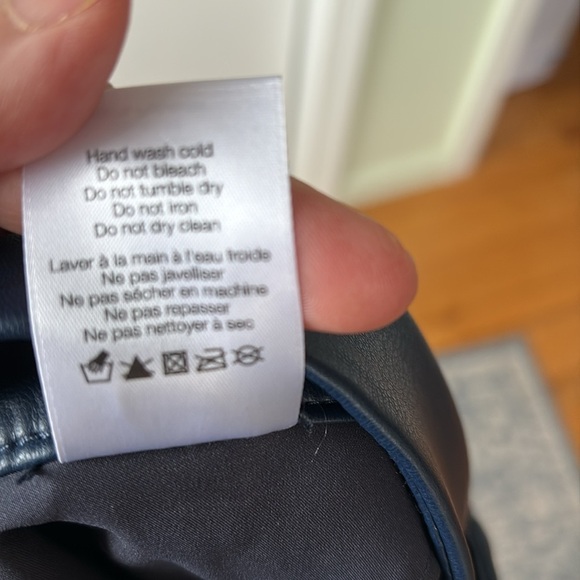 Hand wash cold
Do not bleach
Do not tumble dry
Do not iron
Do not dry clean
Laver à la main à l'eau froide
Ne pas javelliser
Ne pas sécher en machine
Ne pas repasser
Ne pas nettoyer à sec